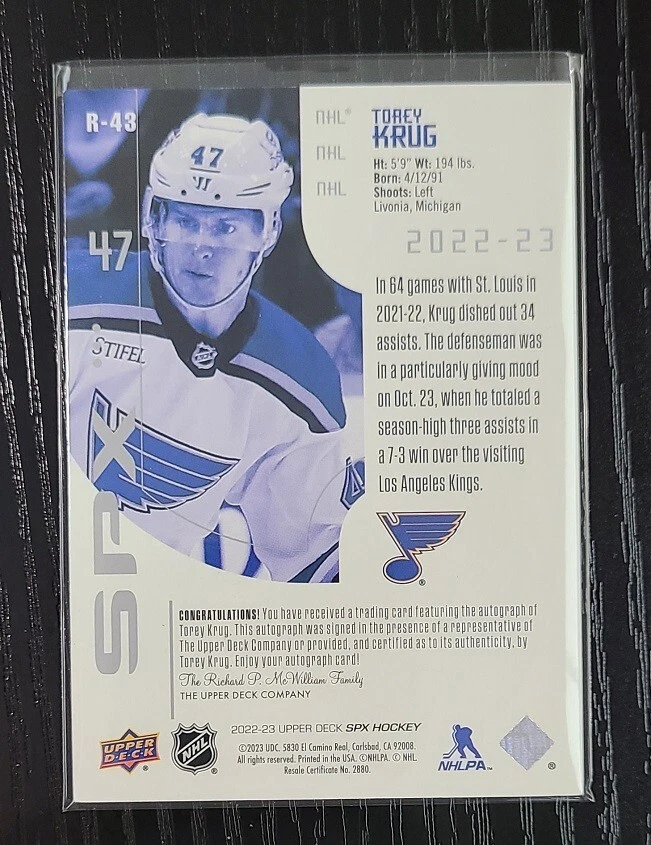 R-43
47
47
STIFEL
NHL
SPX
NHL®
NHL
NHL
TOREY
KRUG
Ht: 5'9" Wt: 194 lbs.
Born: 4/12/91
Shoots: Left
Livonia, Michigan
2022-23
In 64 games with St. Louis in
2021-22, Krug dished out 34
assists. The defenseman was
in a particularly giving mood
on Oct. 23, when he totaled a
season-high three assists in
a 7-3 win over the visiting
Los Angeles Kings.
®
CONGRATULATIONS! You have received a trading card featuring the autograph of
Torey Krug. This autograph was signed in the presence of a representative of
The Upper Deck Company or provided, and certified as to its authenticity, by
Torey Krug. Enjoy your autograph card!
The Richard P. McWilliam Family
THE UPPER DECK COMPANY
2022-23 UPPER DECK SPX HOCKEY
©2023 UDC. 5830 El Camino Real, Carlsbad, CA 92008.
All rights reserved. Printed in the USA. ©NHLPA. © NHL.
Resale Certificate No. 2880.
UPPER
D·E·C·K®
NHL®
NHLPA™
®